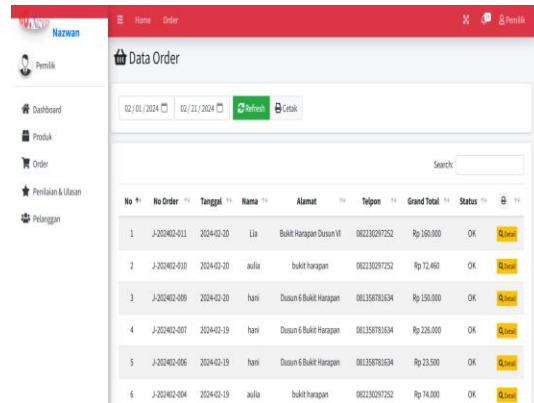 Nazwan
Home Order
Pemilik
Pemilik
Dashboard
Produk
Order
Penilaian & Ulasan
Pelanggan
Data Order
02/01/2024 02/21/2024 Refresh Cetak
Search:
No No Order Tanggal Nama Alamat Telpon Grand Total Status
1 J-202402-011 2024-02-20 Lia Bukit Harapan Dusun VI 082230297252 Rp 160.000 OK Detail
2 J-202402-010 2024-02-20 aulia bukit harapan 082230297252 Rp 72.460 OK Detail
3 J-202402-009 2024-02-20 hani Dusun 6 Bukit Harapan 081358781634 Rp 150.000 OK Detail
4 J-202402-007 2024-02-19 hani Dusun 6 Bukit Harapan 081358781634 Rp 226.000 OK Detail
5 J-202402-006 2024-02-19 hani Dusun 6 Bukit Harapan 081358781634 Rp 23.500 OK Detail
6 J-202402-004 2024-02-19 aulia bukit harapan 082230297252 Rp 74.000 OK Detail